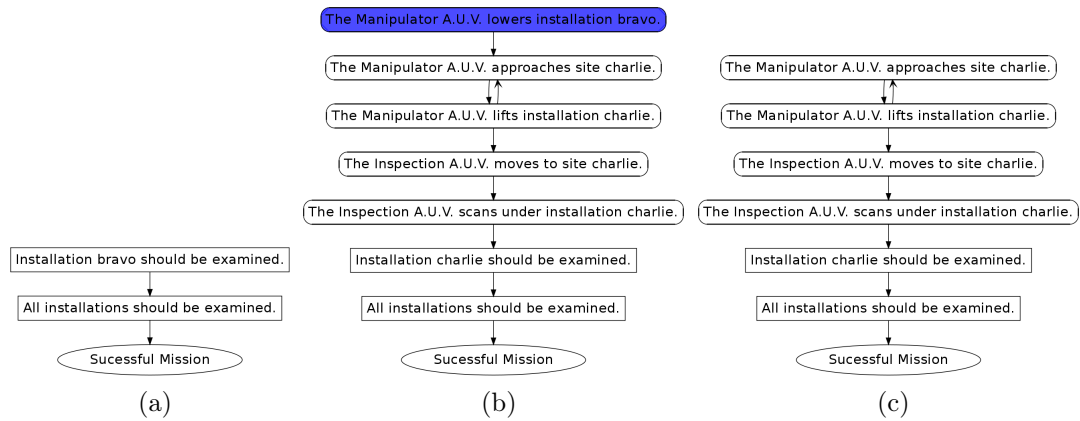 Installation bravo should be examined.
All installations should be examined.
Sucessful Mission
(a)
The Manipulator A.U.V. lowers installation bravo.
The Manipulator A.U.V. approaches site charlie.
The Manipulator A.U.V. lifts installation charlie.
The Inspection A.U.V. moves to site charlie.
The Inspection A.U.V. scans under installation charlie.
Installation charlie should be examined.
All installations should be examined.
Sucessful Mission
(b)
The Manipulator A.U.V. approaches site charlie.
The Manipulator A.U.V. lifts installation charlie.
The Inspection A.U.V. moves to site charlie.
The Inspection A.U.V. scans under installation charlie.
Installation charlie should be examined.
All installations should be examined.
Sucessful Mission
(c)